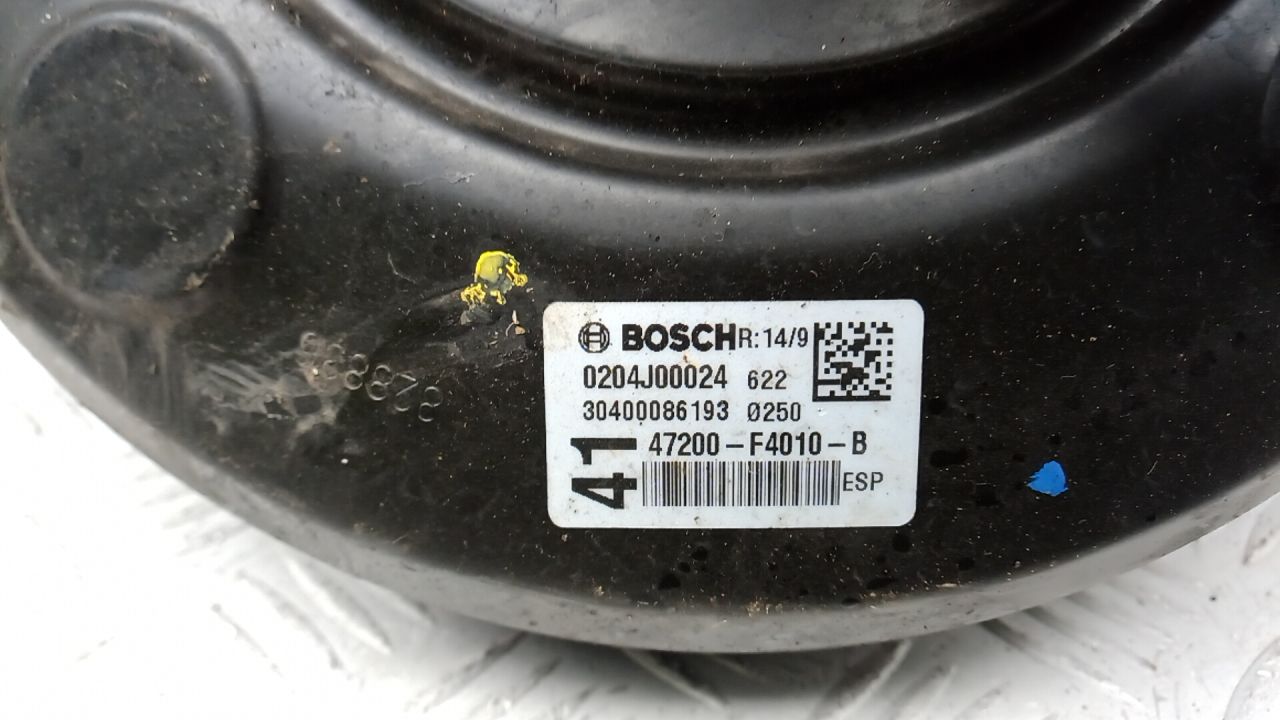 BOSCH R: 14/9
0204J00024 622
30400086193 Ø250
41 47200-F4010-B
ESP